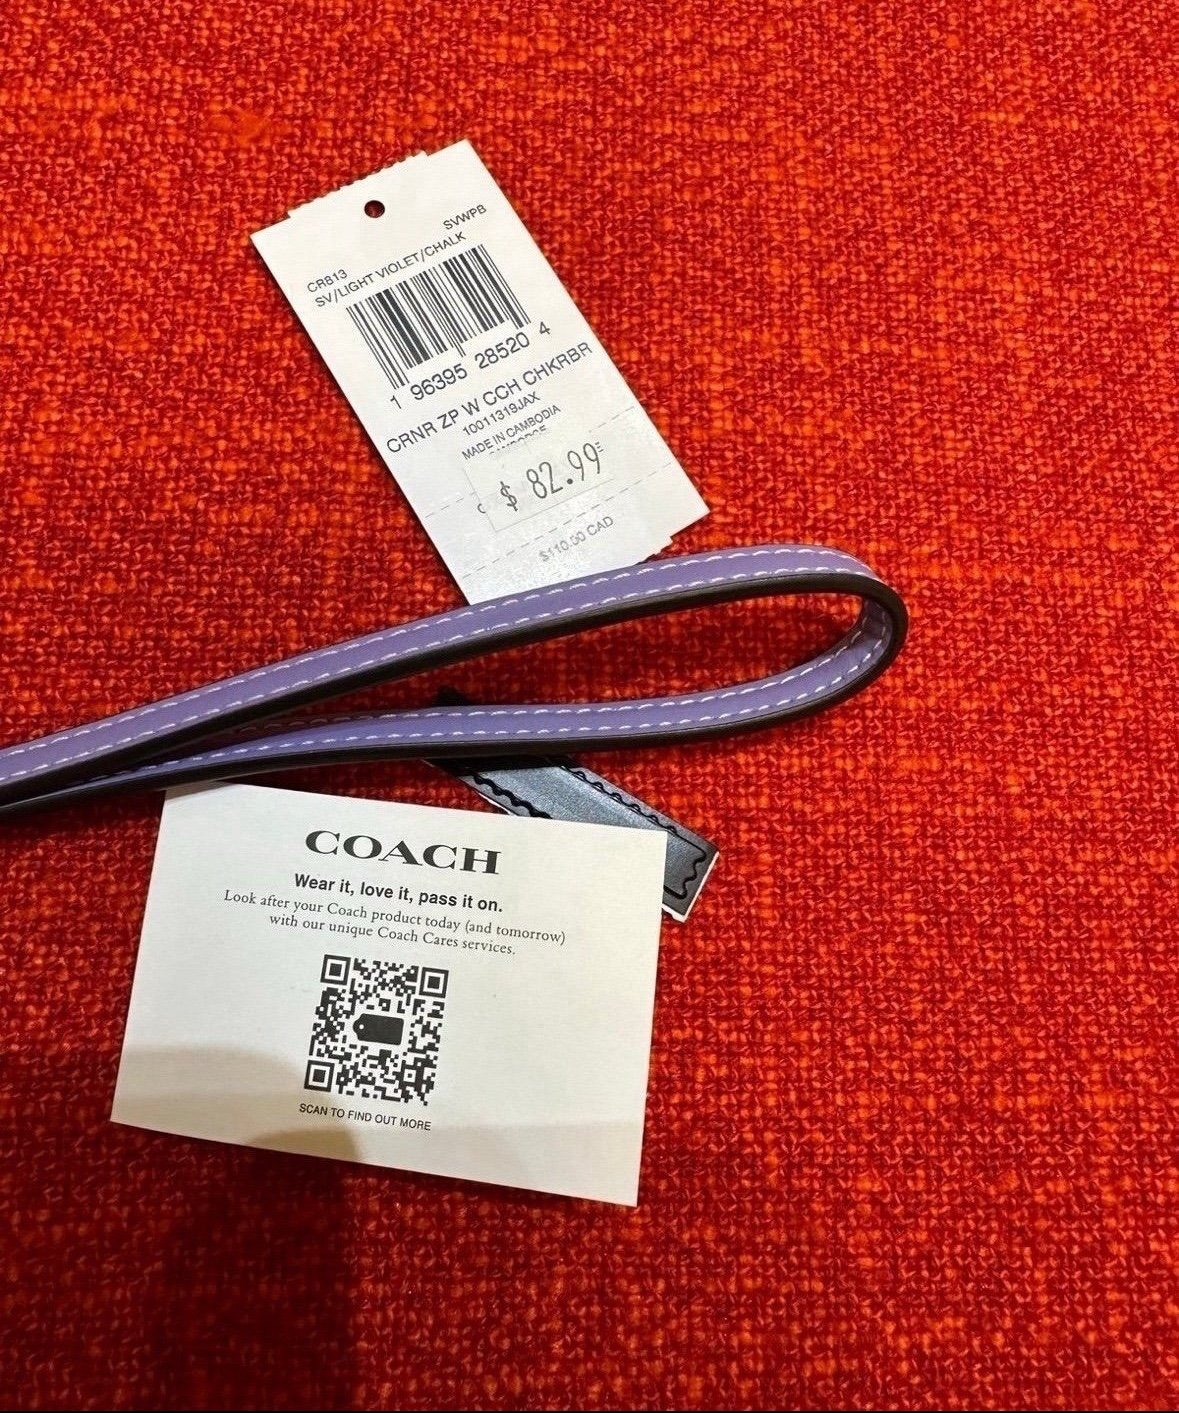 SVWPB
CR813
SV/LIGHT VIOLET/CHALK
1 96395 28520 4
CRNR ZP W CCH CHKRBR
10011319JAX
MADE IN CAMBODIA
$ 82.99
$110.00 CAD
COACH
Wear it, love it, pass it on.
Look after your Coach product today (and tomorrow)
with our unique Coach Cares services.
SCAN TO FIND OUT MORE